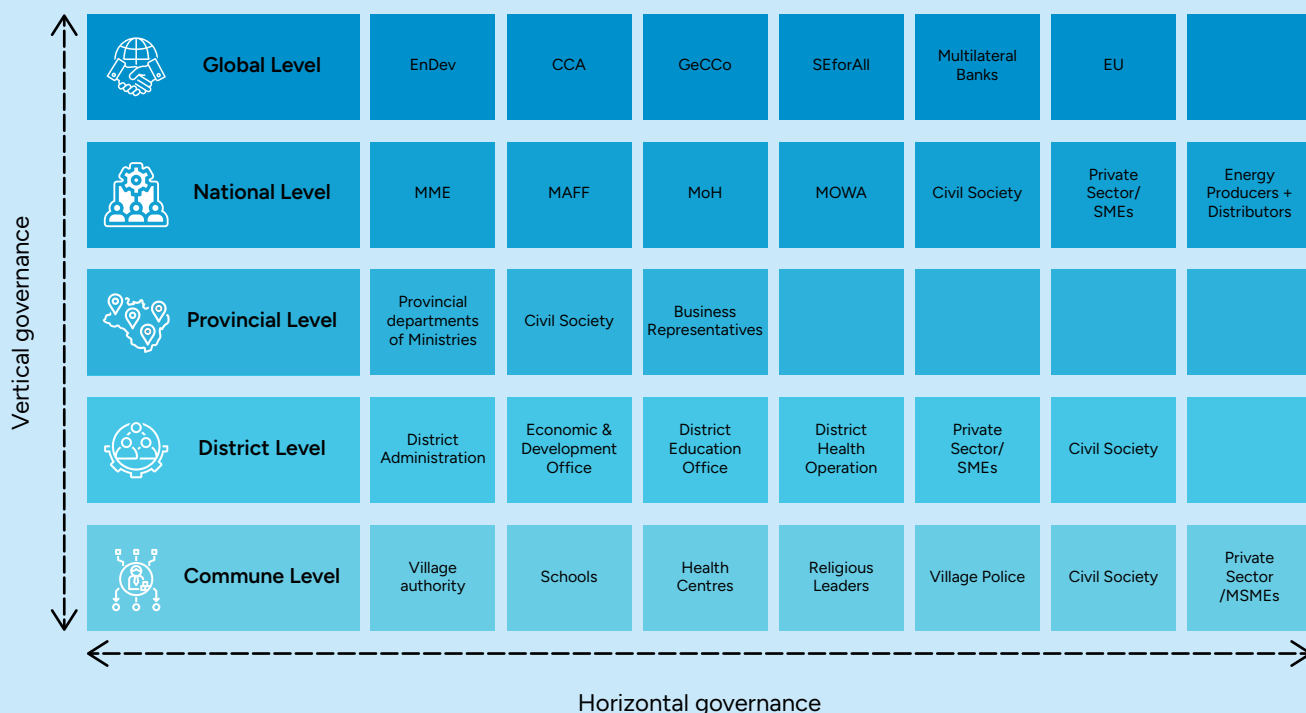 Vertical governance
Global Level
EnDev
CCA
GeCCo
SEforAll
Multilateral
Banks
EU
National Level
MME
MAFF
MoH
MOWA
Civil Society
Private
Sector/
SMEs
Energy
Producers +
Distributors
Provincial Level
Provincial
departments
of Ministries
Civil Society
Business
Representatives
District Level
District
Administration
Economic &
Development
Office
District
Education
Office
District
Health
Operation
Private
Sector/
SMEs
Civil Society
Commune Level
Village
authority
Schools
Health
Centres
Religious
Leaders
Village Police
Civil Society
Private
Sector
/MSMEs
Horizontal governance